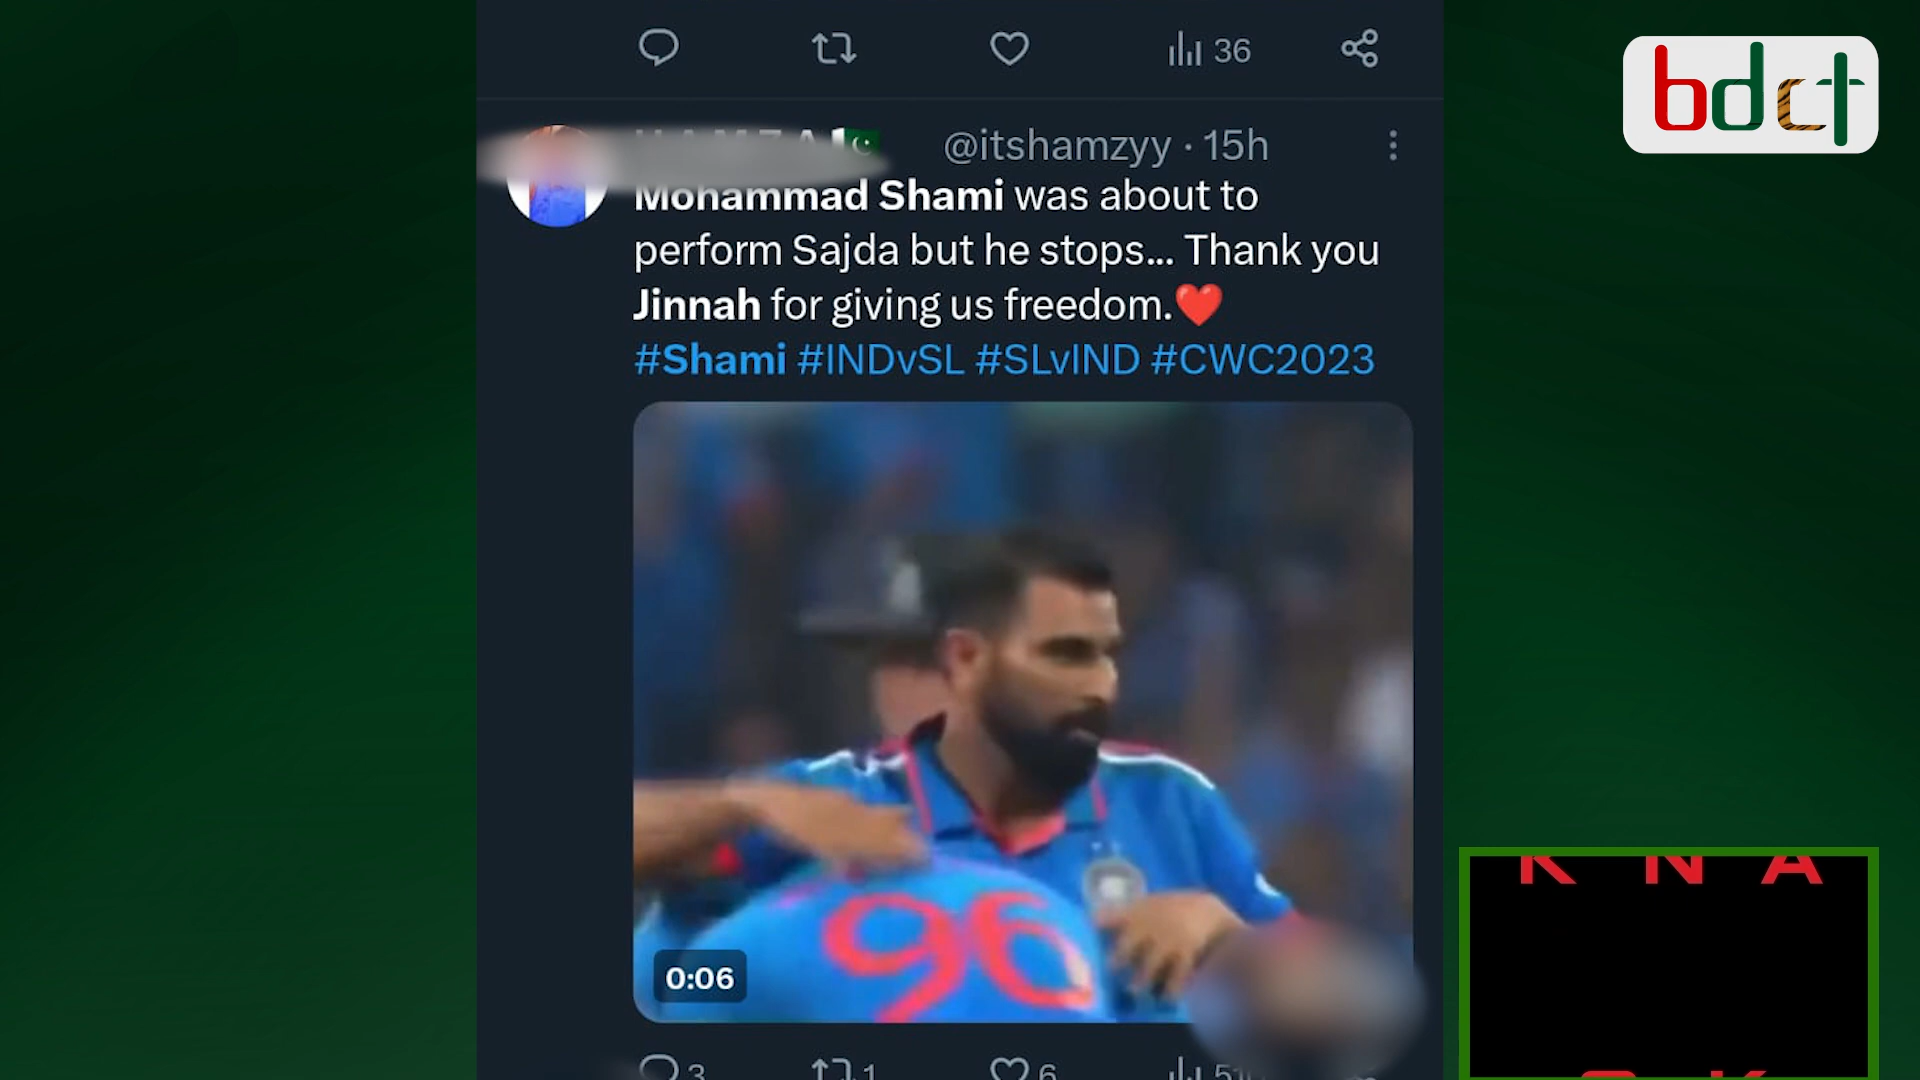 36
bdct
@itshamzyy · 15h
Mohammad Shami was about to
perform Sajda but he stops... Thank you
Jinnah for giving us freedom.❤️
#Shami #INDvSL #SLvIND #CWC2023
96
0:06
K N A
3 1 6